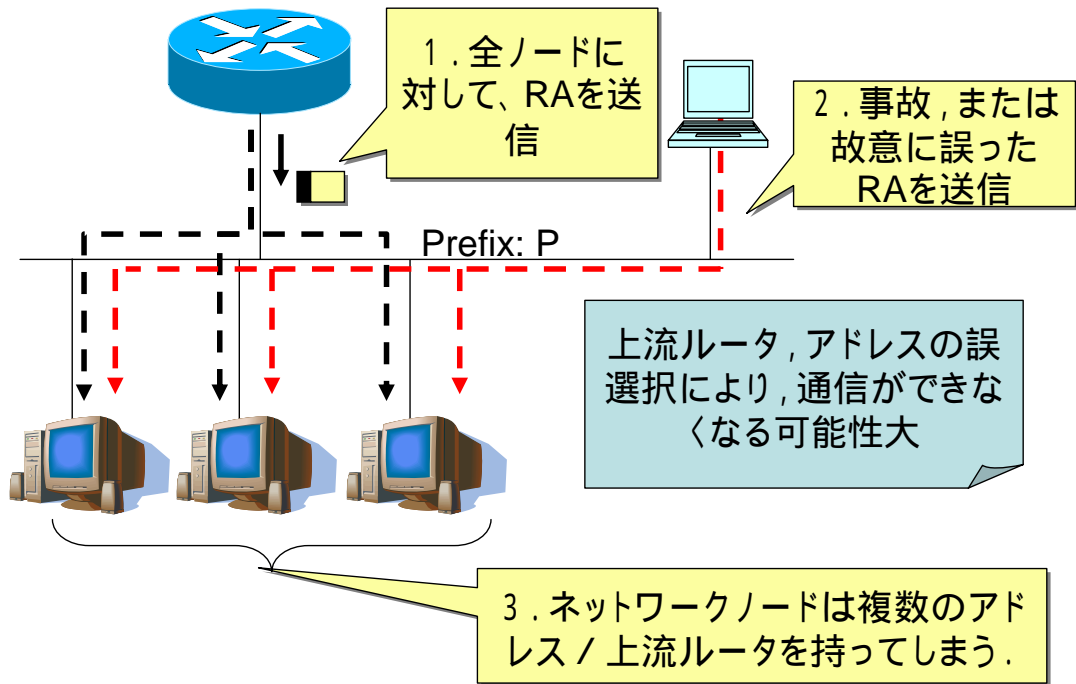 １．全ノードに
対して、RAを送
信
２．事故，または
故意に誤った
RAを送信
Prefix: P
上流ルータ，アドレスの誤
選択により，通信ができな
くなる可能性大
３．ネットワークノードは複数のアド
レス／上流ルータを持ってしまう．